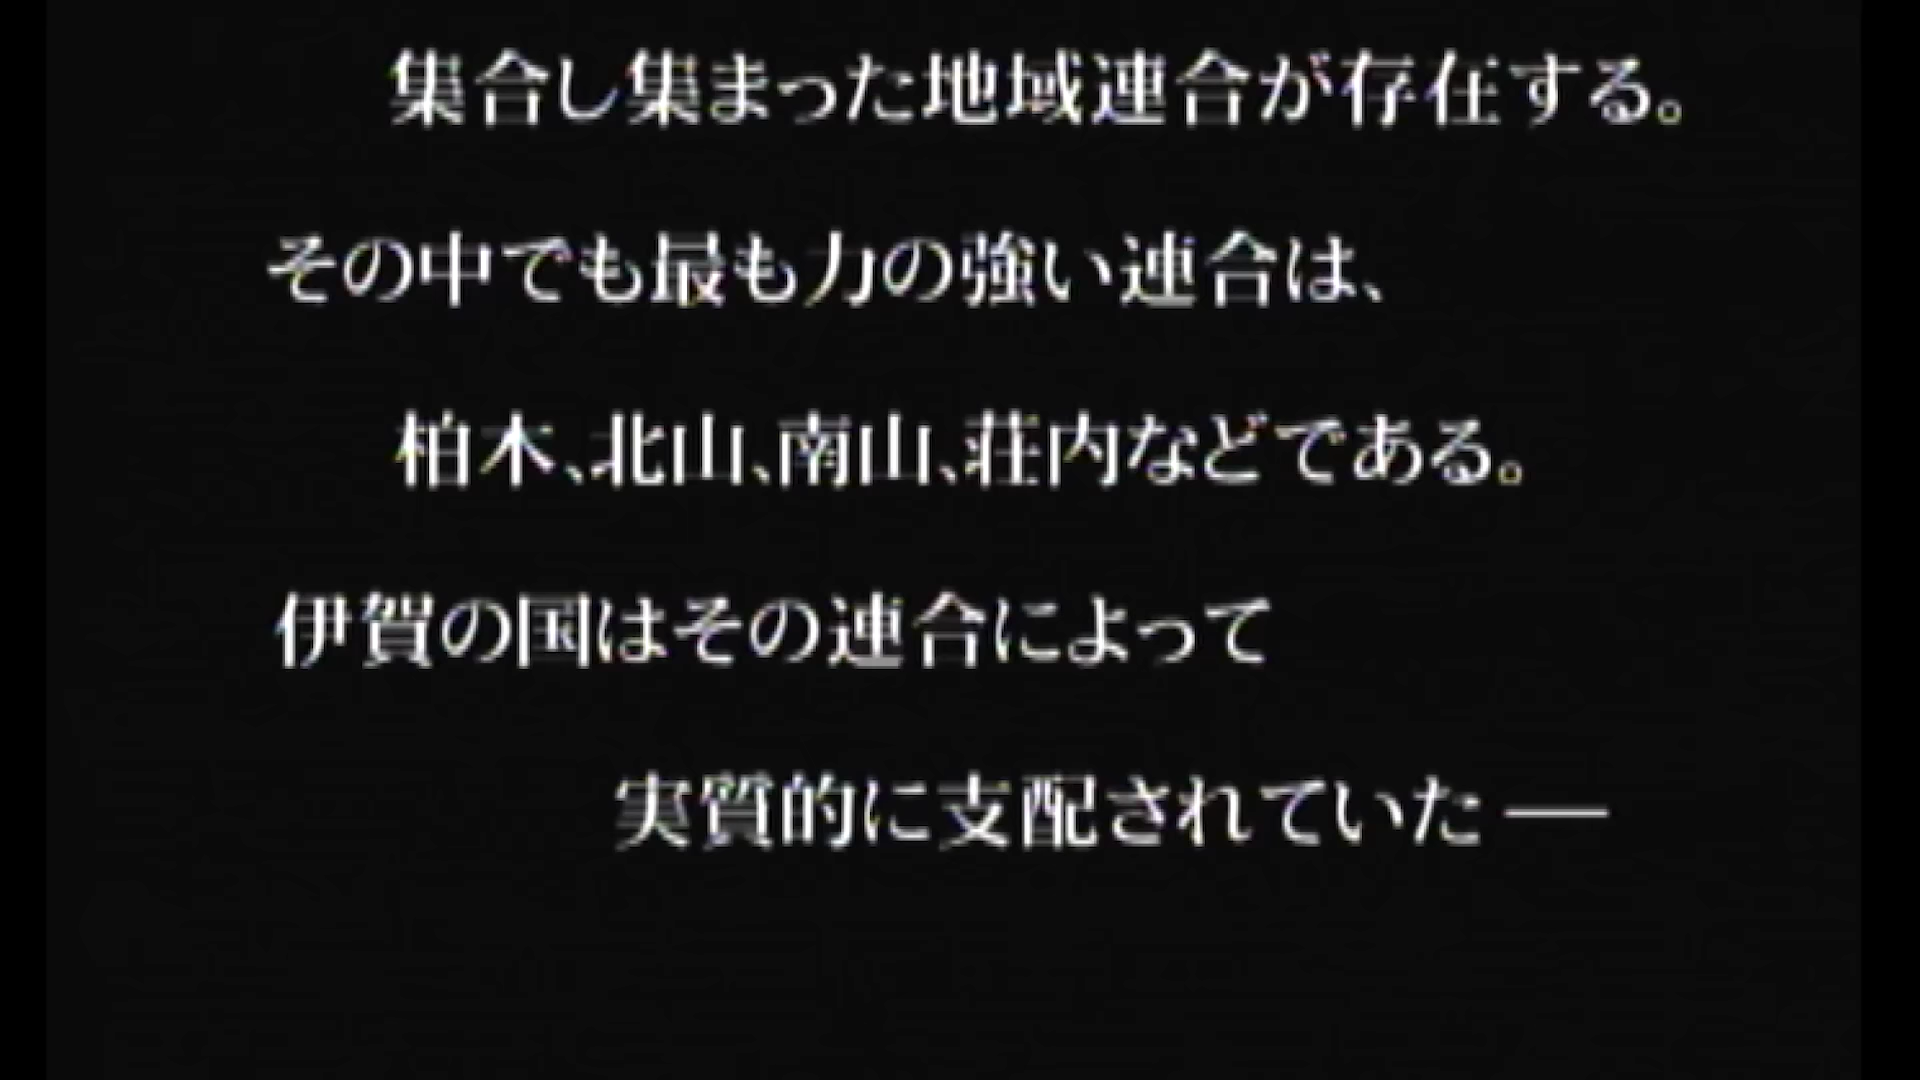 集合し集まった地域連合が存在する。
その中でも最も力の強い連合は、
柏木、北山、南山、荘内などである。
伊賀の国はその連合によって
実質的に支配されていた ―